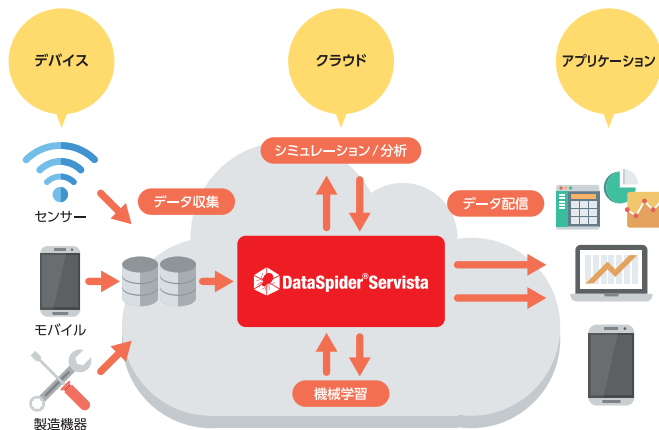 デバイス
クラウド
アプリケーション
シミュレーション/分析
データ収集
データ配信
センサー
DataSpider® Servista
モバイル
機械学習
製造機器